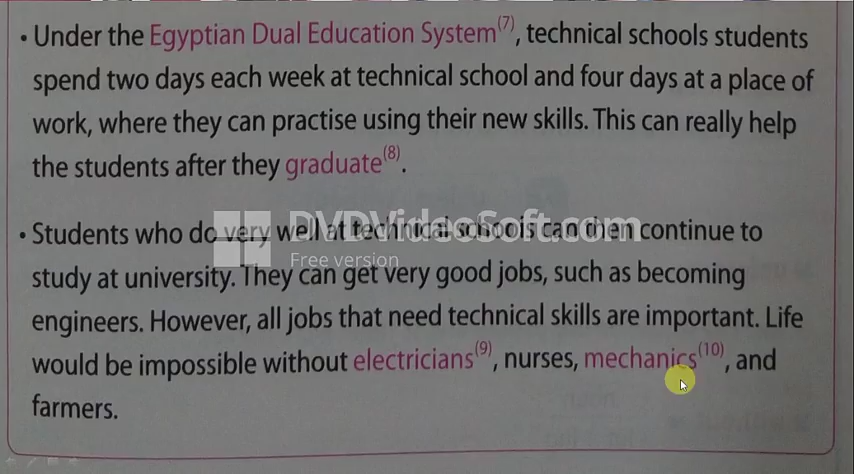 • Under the Egyptian Dual Education System(7), technical schools students
spend two days each week at technical school and four days at a place of
work, where they can practise using their new skills. This can really help
the students after they graduate(8).
• Students who do very well at technical schools can then continue to
study at university. They can get very good jobs, such as becoming
engineers. However, all jobs that need technical skills are important. Life
would be impossible without electricians(9), nurses, mechanics(10), and
farmers.
DVDVideoSoft.com
Free version